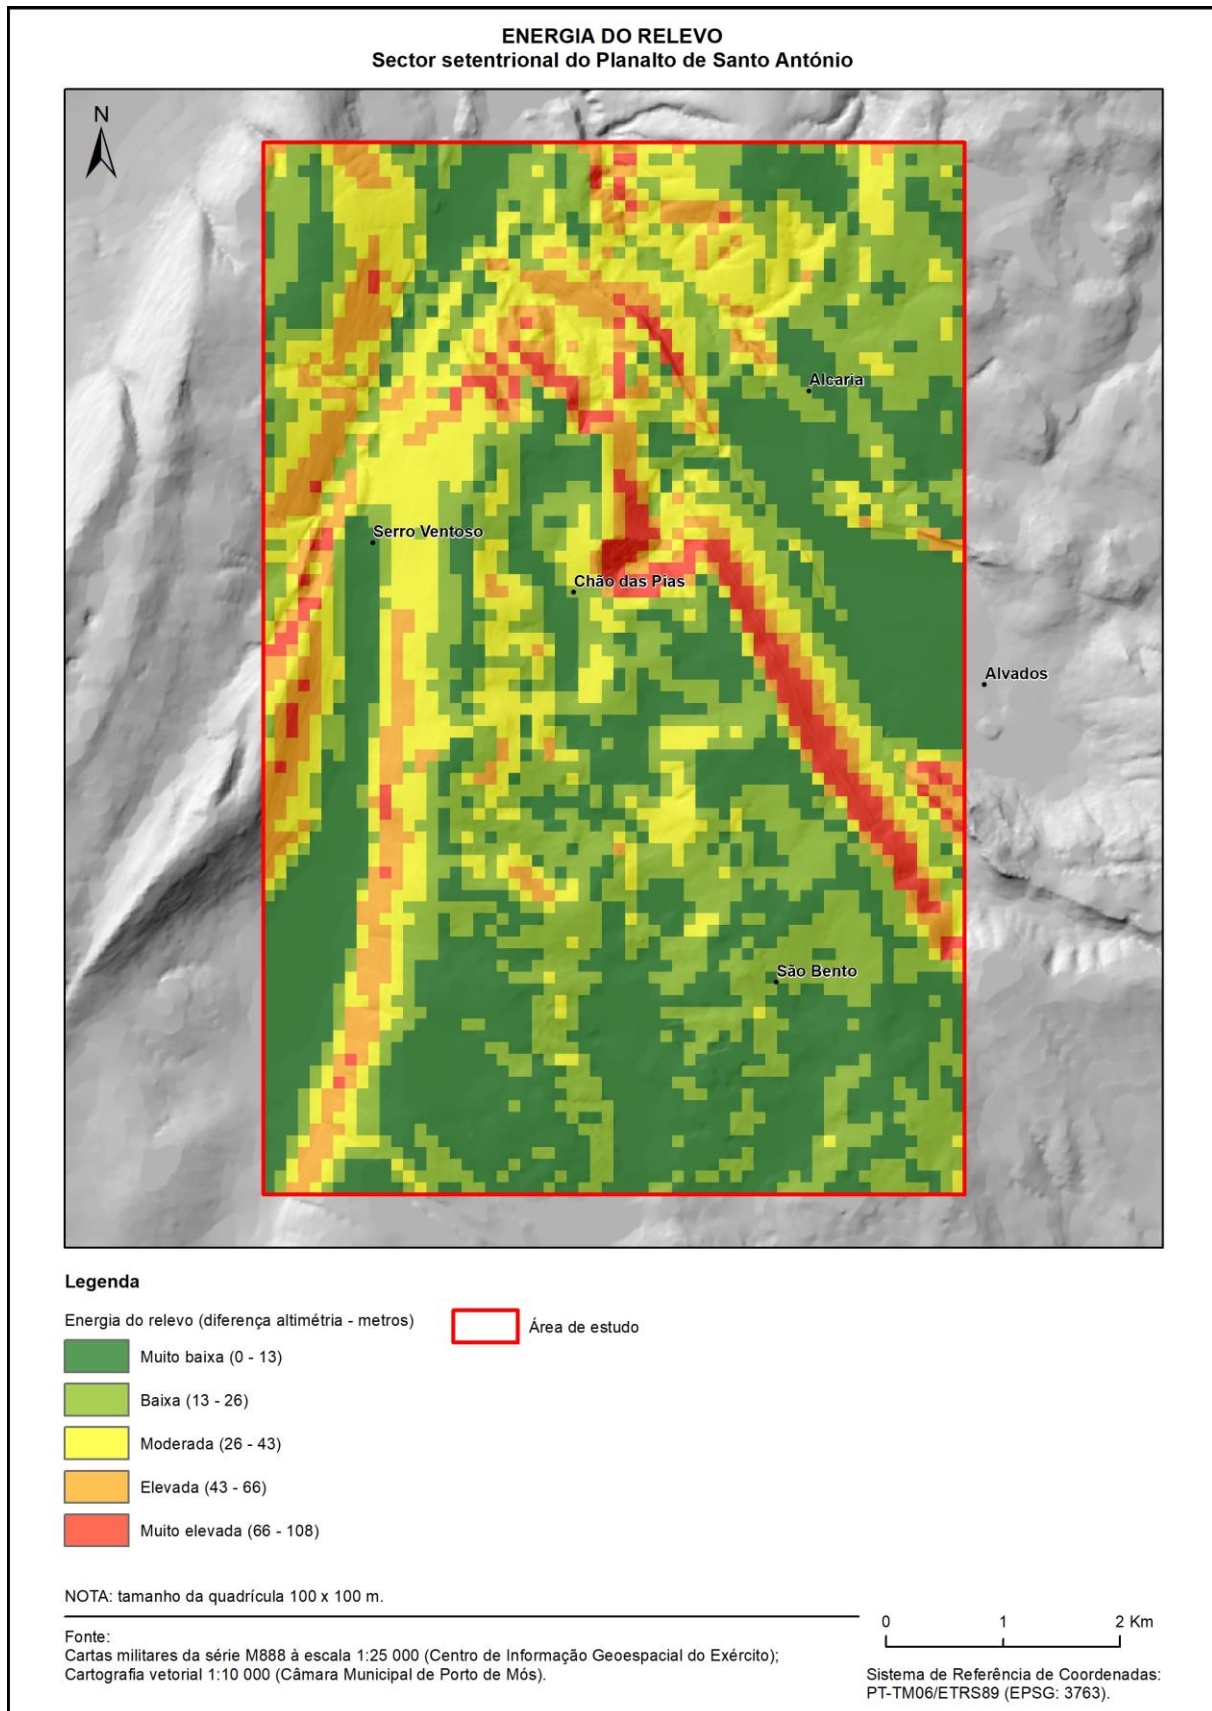 ENERGIA DO RELEVO
Sector setentrional do Planalto de Santo António
N
Alcaria
Serro Ventoso
Chão das Pias
Alvados
São Bento
Legenda
Energia do relevo (diferença altimétria - metros)
Área de estudo
Muito baixa (0 - 13)
Baixa (13 - 26)
Moderada (26 - 43)
Elevada (43 - 66)
Muito elevada (66 - 108)
NOTA: tamanho da quadrícula 100 x 100 m.
0 1 2 Km
Fonte:
Cartas militares da série M888 à escala 1:25 000 (Centro de Informação Geoespacial do Exército);
Cartografia vetorial 1:10 000 (Câmara Municipal de Porto de Mós).
Sistema de Referência de Coordenadas:
PT-TM06/ETRS89 (EPSG: 3763).